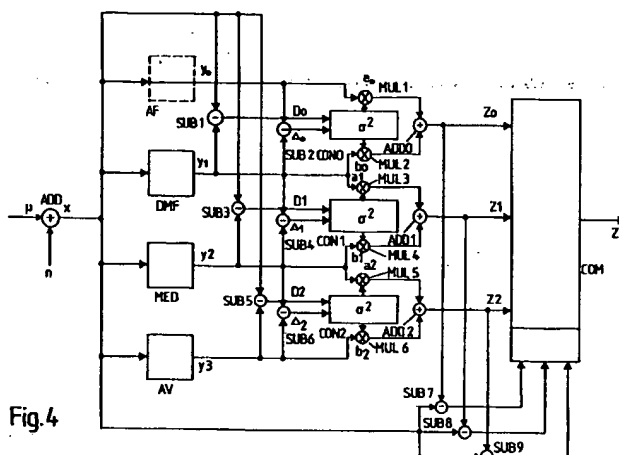 y₀
a₀
MUL1
AF
D₀
Z₀
SUB1
Δ₀
σ²
SUB2
CON0
b₀
ADD0
MUL2
y₁
a1
MUL3
DMF
D1
Z1
μ
ADD
x
SUB3
Δ₁
σ²
Z
n
SUB4
CON1
b1
ADD1
MUL4
COM
y2
a2
MUL5
MED
SUB5
D2
Z2
Δ₂
σ²
SUB6
CON2
b₂
ADD2
MUL6
y3
AV
SUB7
SUB8
SUB9
Fig.4